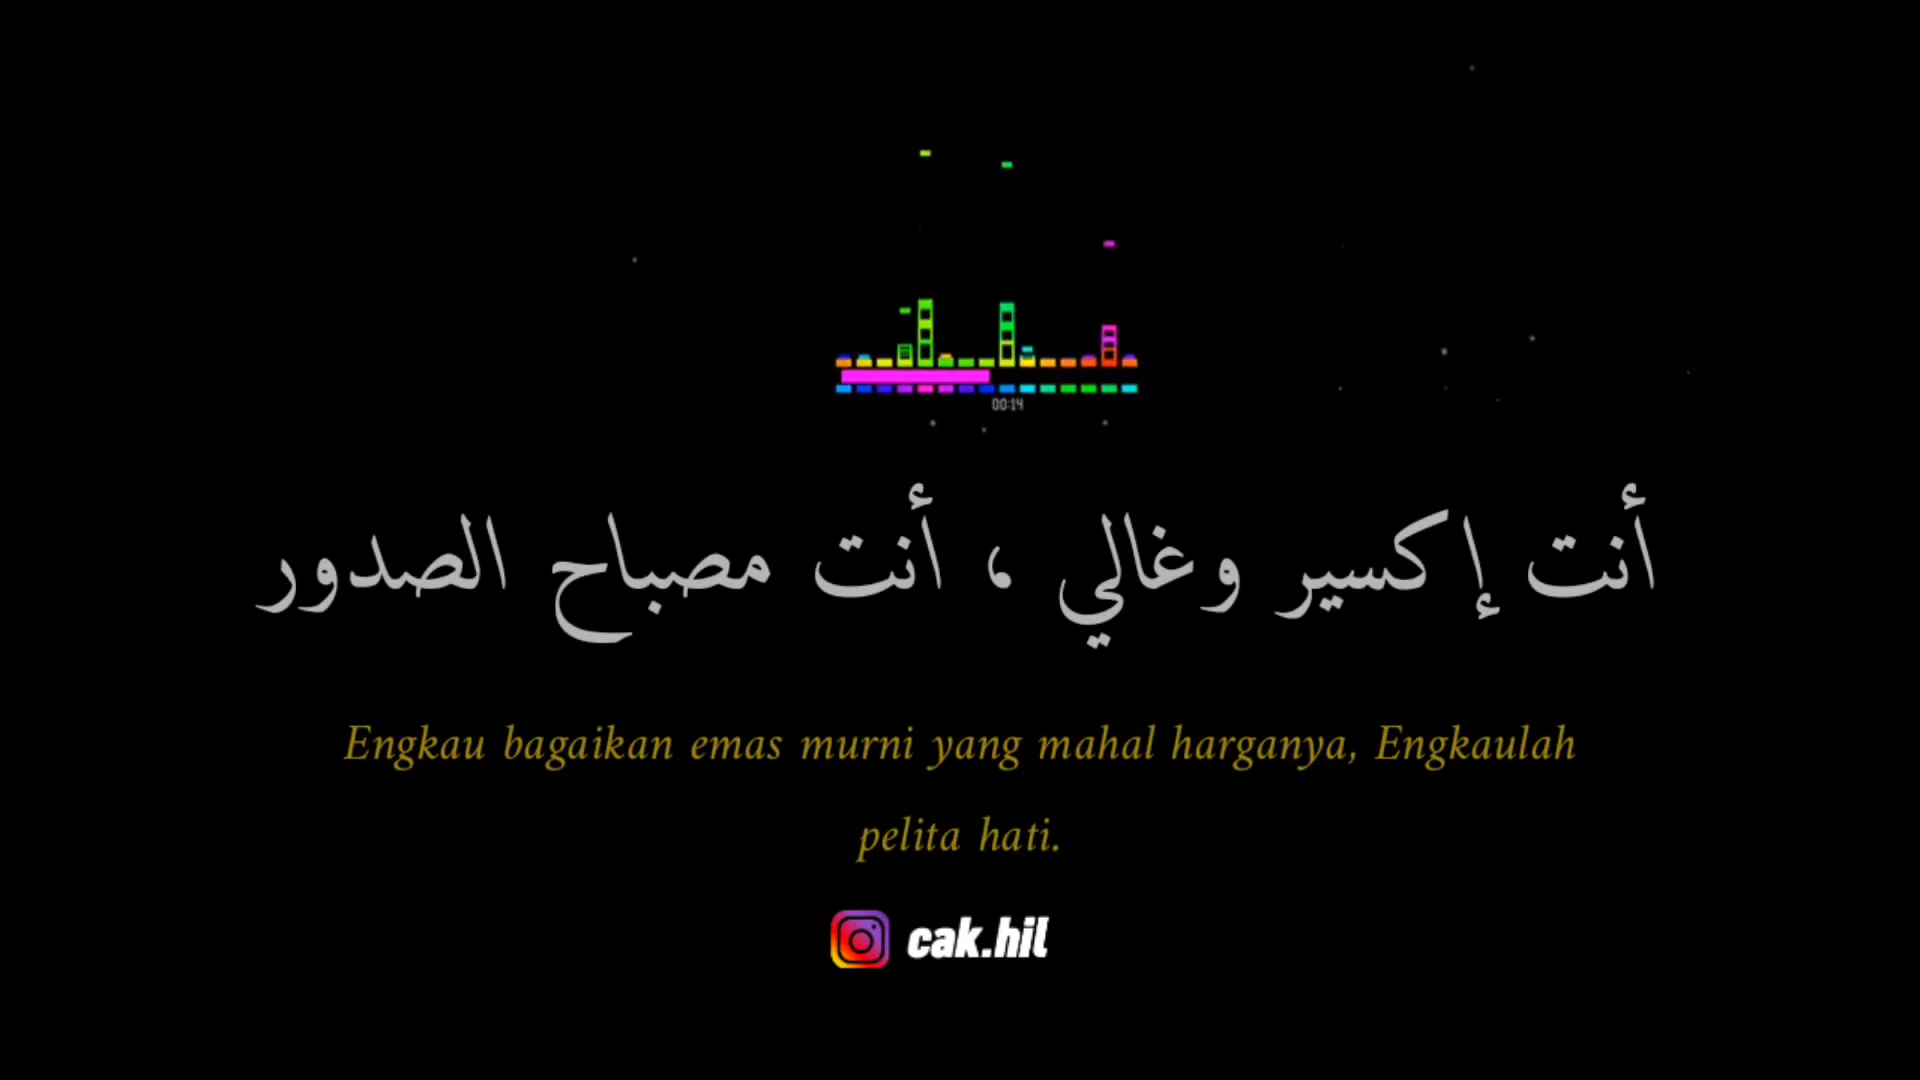 00:14
أنت إكسير وغالي ، أنت مصباح الصدور
Engkau bagaikan emas murni yang mahal harganya, Engkaulah
pelita hati.
cak.hil